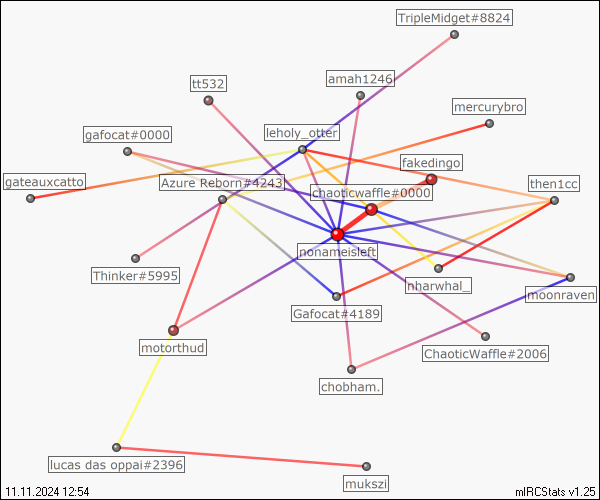 TripleMidget#8824
amah1246
tt532
mercurybro
gafocat#0000
leholy_otter
fakedingo
gateauxcatto
Azure Reborn#4243
then1cc
chaoticwaffle#0000
nonameisleft
Thinker#5995
nharwhal_
moonraven
Gafocat#4189
motorthud
ChaoticWaffle#2006
chobham.
lucas das oppai#2396
mukszi
11.11.2024 12:54
mIRCStats v1.25